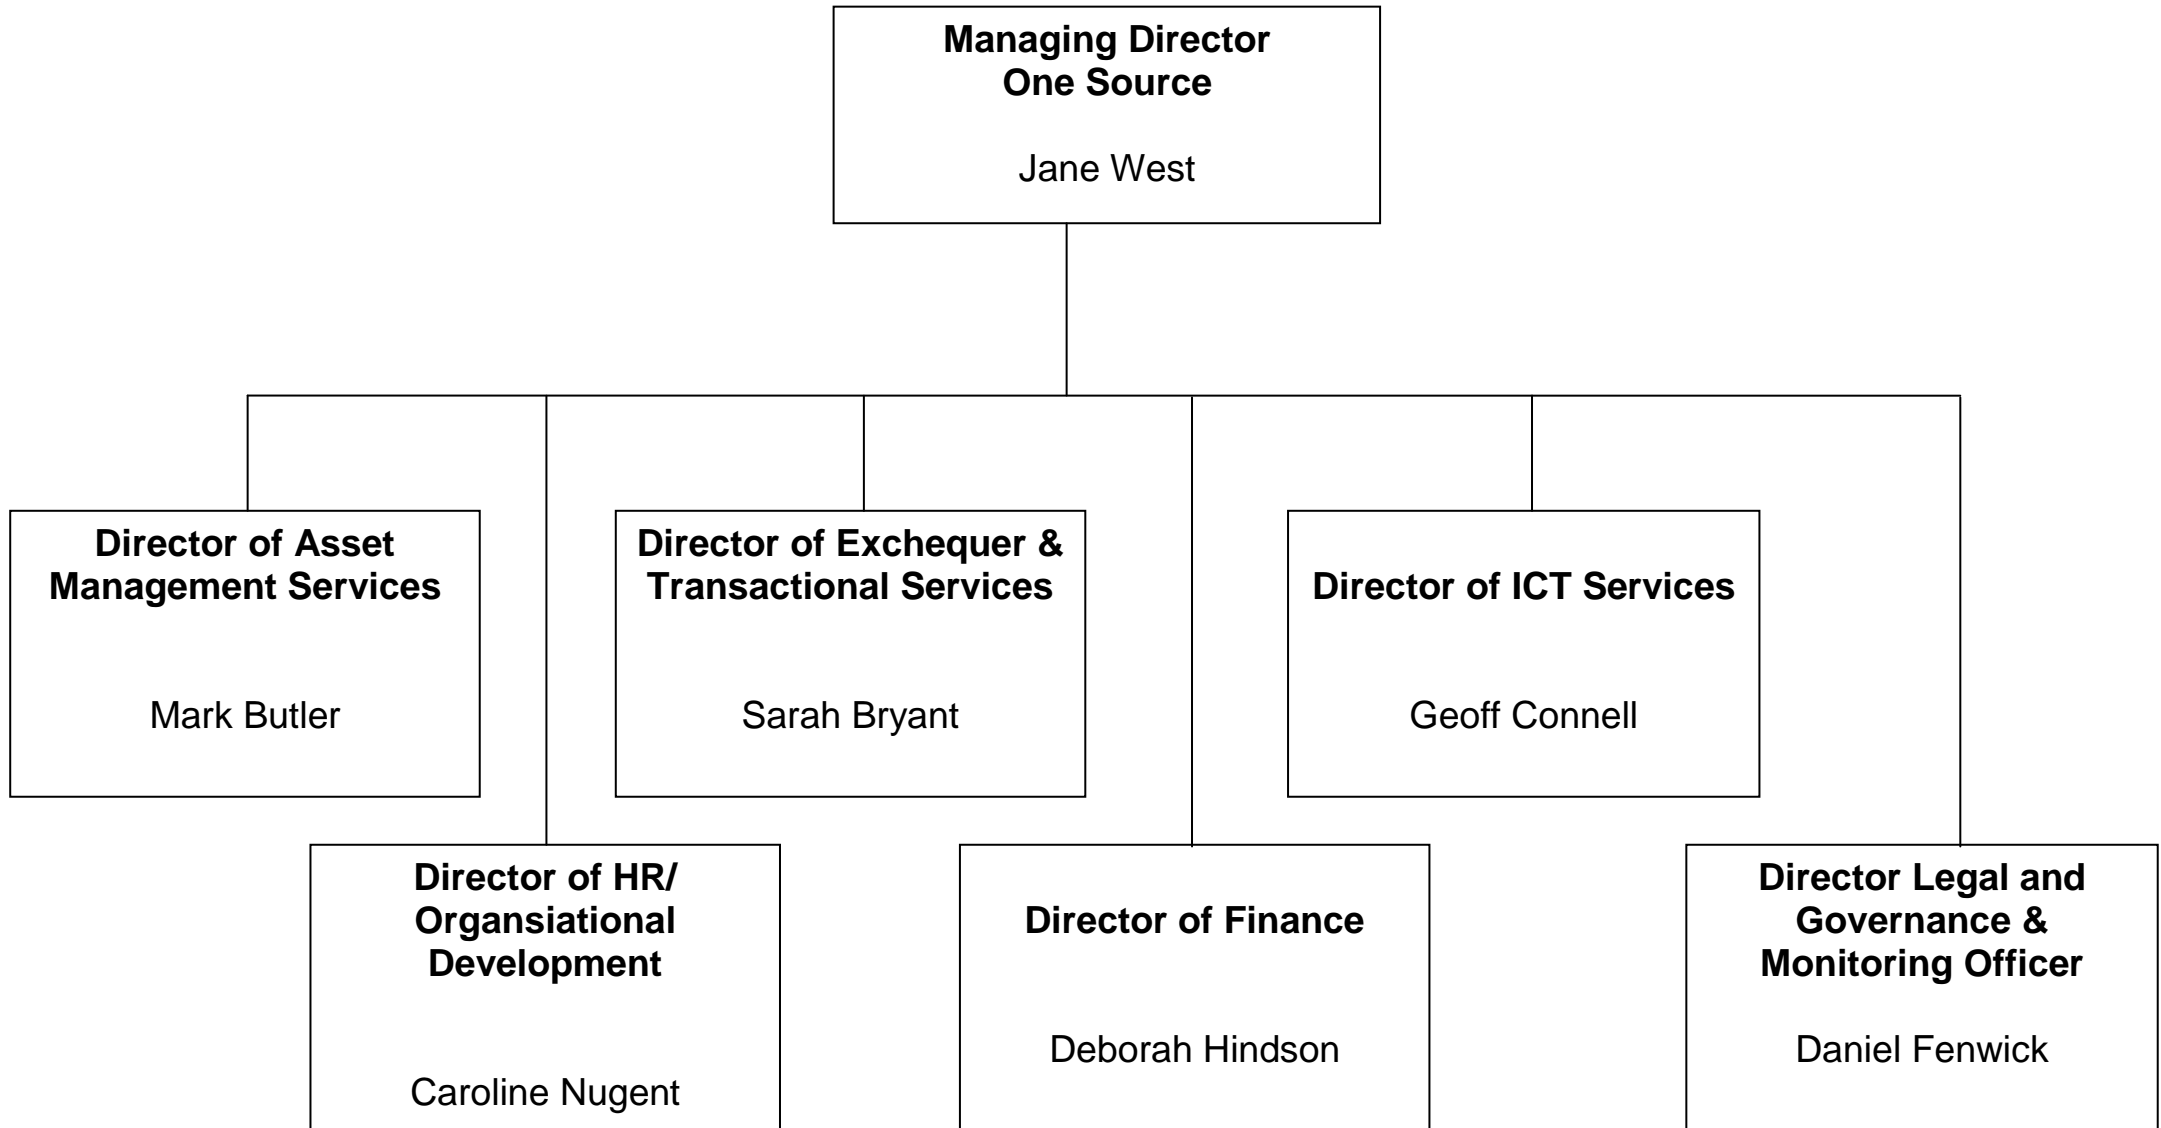 Managing Director
One Source
Jane West
Director of Asset
Management Services
Mark Butler
Director of Exchequer &
Transactional Services
Sarah Bryant
Director of ICT Services
Geoff Connell
Director of HR/
Organsiational
Development
Caroline Nugent
Director of Finance
Deborah Hindson
Director Legal and
Governance &
Monitoring Officer
Daniel Fenwick